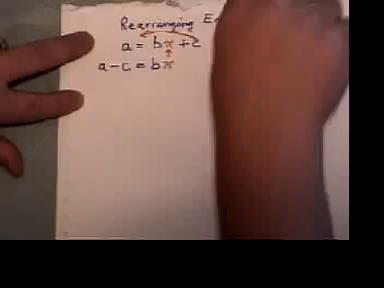 Rearranging
a = bx + c
a - c = bx